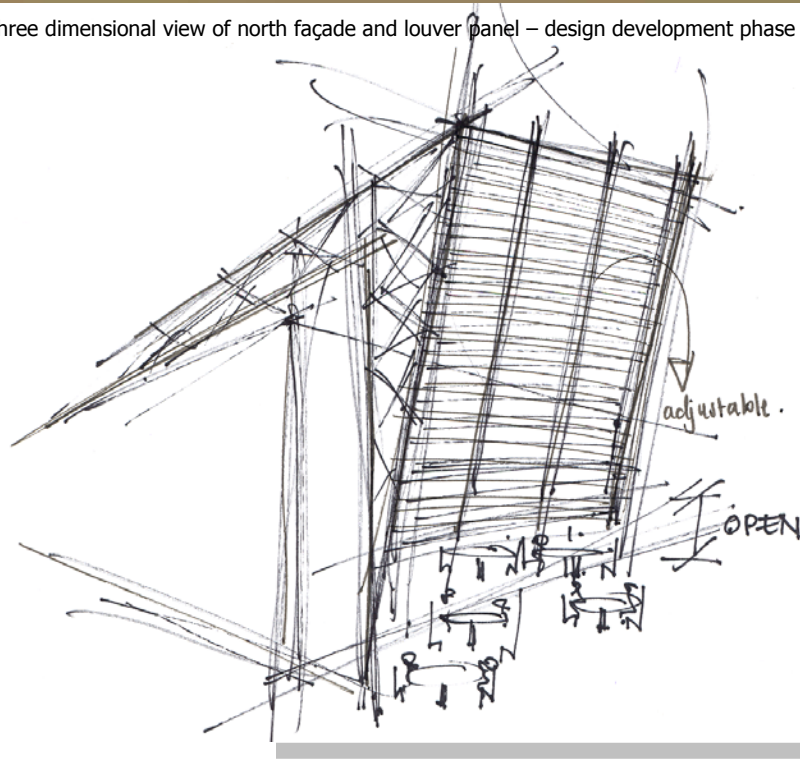 hree dimensional view of north façade and louver panel – design development phase
adjustable.
OPEN